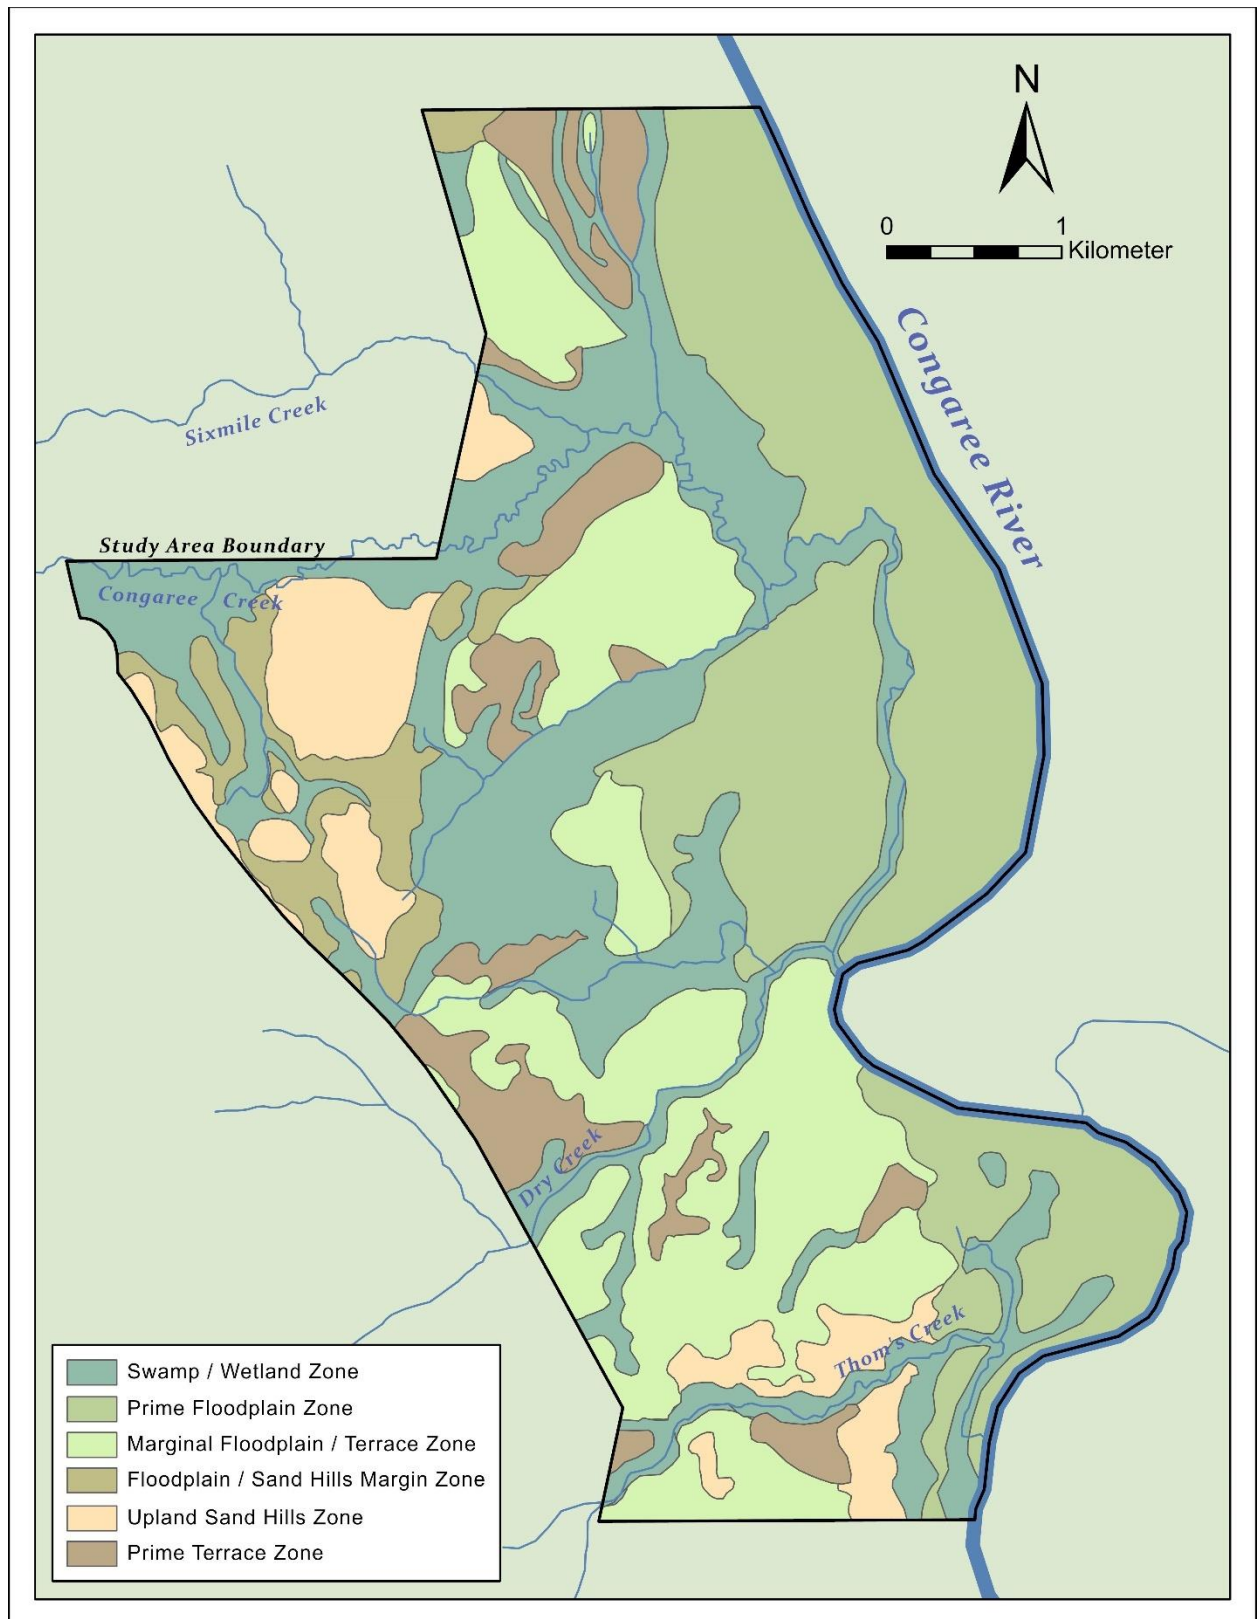 N
0 1
Kilometer
Congaree River
Sixmile Creek
Study Area Boundary
Congaree Creek
Dry Creek
Thom's Creek
Swamp / Wetland Zone
Prime Floodplain Zone
Marginal Floodplain / Terrace Zone
Floodplain / Sand Hills Margin Zone
Upland Sand Hills Zone
Prime Terrace Zone